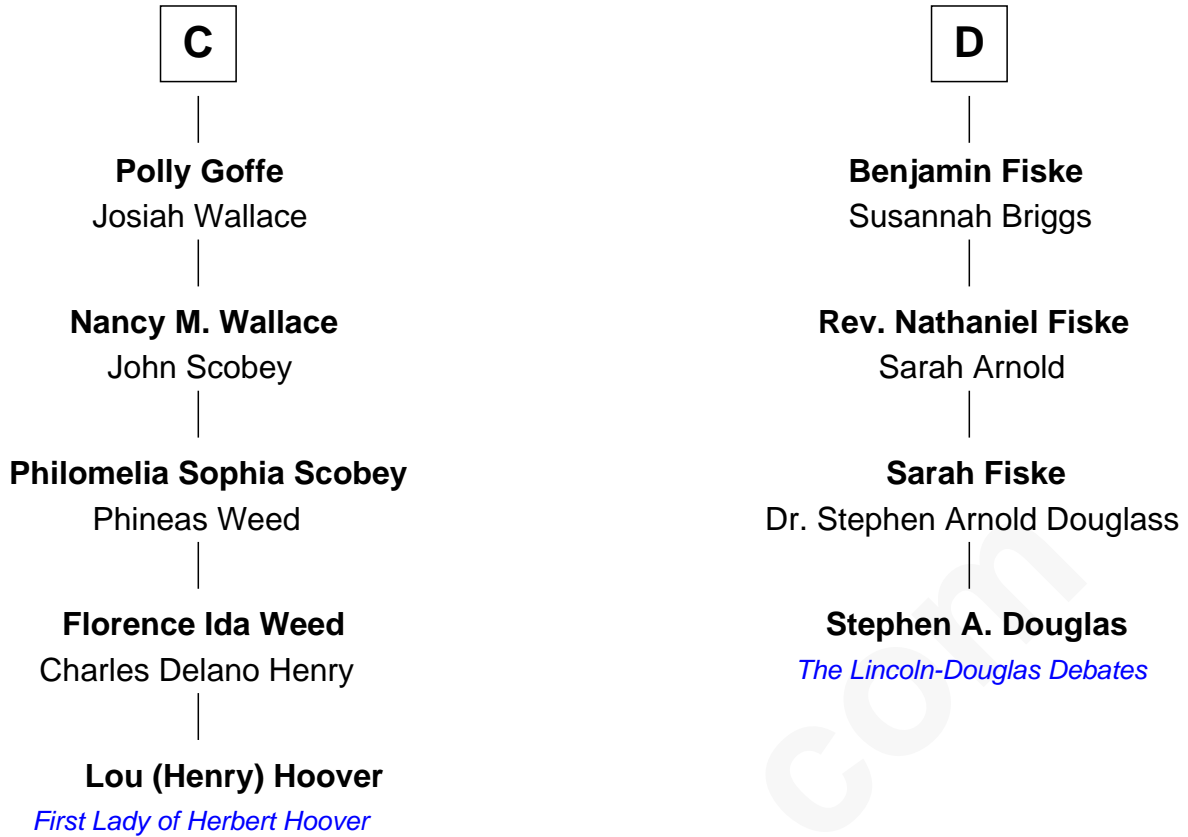 C
Polly Goffe
Josiah Wallace
Nancy M. Wallace
John Scobey
Philomelia Sophia Scobey
Phineas Weed
Florence Ida Weed
Charles Delano Henry
Lou (Henry) Hoover
First Lady of Herbert Hoover
D
Benjamin Fiske
Susannah Briggs
Rev. Nathaniel Fiske
Sarah Arnold
Sarah Fiske
Dr. Stephen Arnold Douglass
Stephen A. Douglas
The Lincoln-Douglas Debates
com